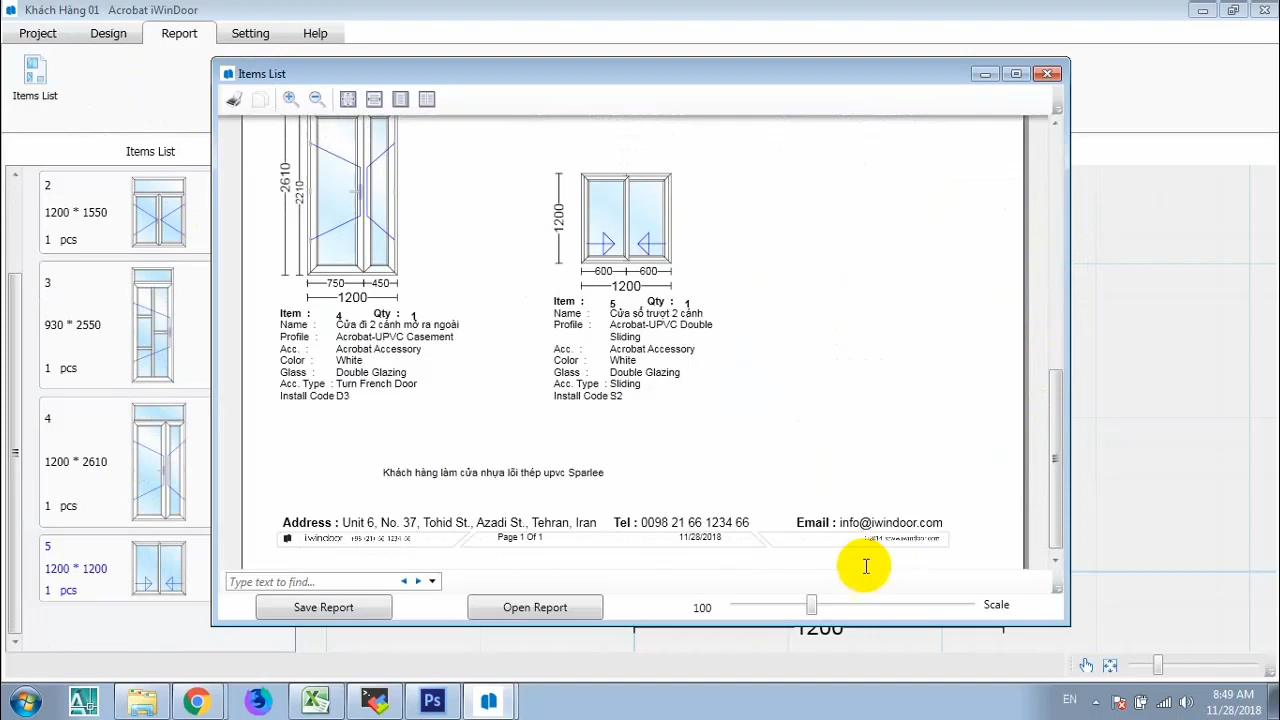 Khách Hàng 01 Acrobat iWinDoor
Project Design Report Setting Help
Items List
Items List
Items List
2
1200 * 1550
1 pcs
3
930 * 2550
1 pcs
4
1200 * 2610
1 pcs
5
1200 * 1200
1 pcs
2610
2210
750 450
1200
1200
600 600
1200
Item : 4 Qty : 1
Name : Cửa đi 2 cánh mở ra ngoài
Profile : Acrobat-UPVC Casement
Acc. : Acrobat Accessory
Color : White
Glass : Double Glazing
Acc. Type : Turn French Door
Install Code D3
Item : 5 Qty : 1
Name : Cửa sổ trượt 2 cánh
Profile : Acrobat-UPVC Double
Sliding
Acc. : Acrobat Accessory
Color : White
Glass : Double Glazing
Acc. Type : Sliding
Install Code S2
Khách hàng làm cửa nhựa lõi thép upvc Sparlee
Address : Unit 6, No. 37, Tohid St., Azadi St., Tehran, Iran Tel : 0098 21 66 1234 66 Email : info@iwindoor.com
iwindoor Page 1 Of 1 11/28/2018
Type text to find...
Save Report Open Report 100 Scale
1200
EN
8:49 AM
11/28/2018
Ps